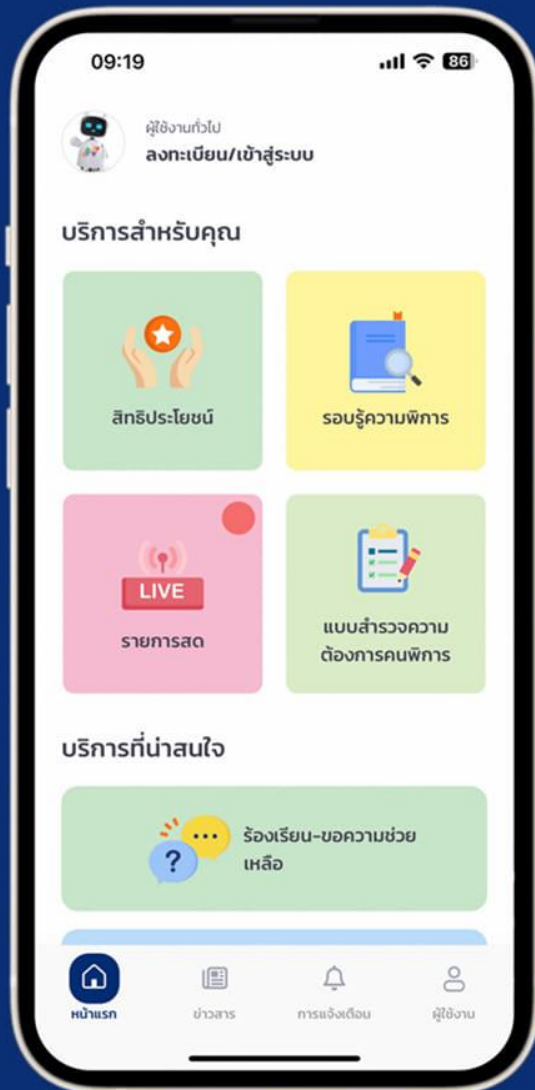 09:19
86
ผู้ใช้งานทั่วไป
ลงทะเบียน/เข้าสู่ระบบ
บริการสำหรับคุณ
สิทธิประโยชน์
รอบรู้ความพิการ
LIVE
รายการสด
แบบสำรวจความ
ต้องการคนพิการ
บริการที่น่าสนใจ
?
ร้องเรียน-ขอความช่วย
เหลือ
หน้าแรก
ข่าวสาร
การแจ้งเตือน
ผู้ใช้งาน